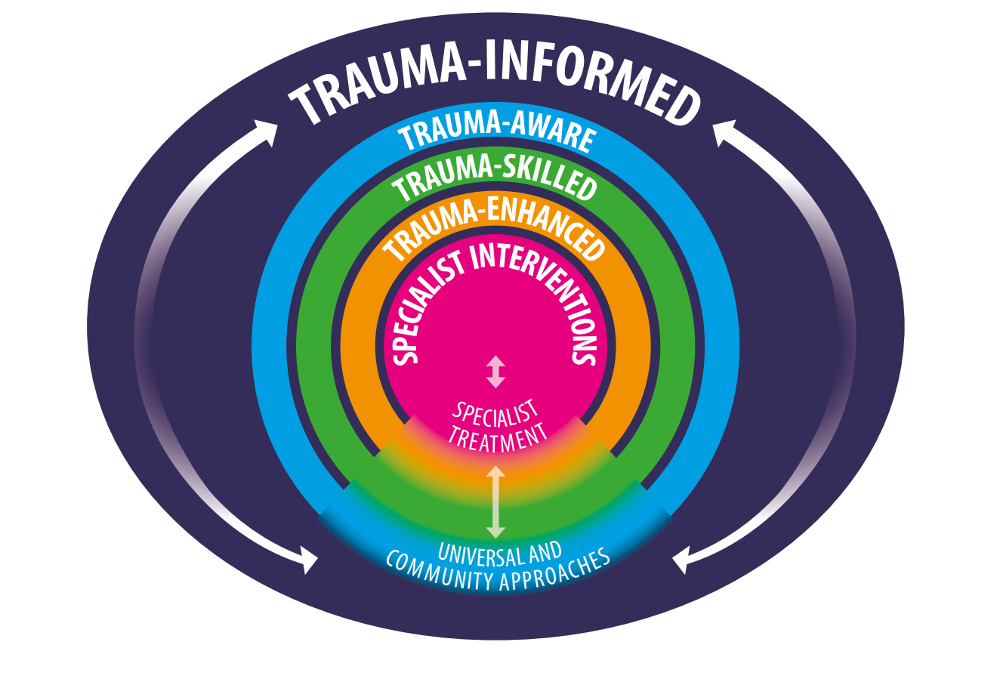 TRAUMA-INFORMED
TRAUMA-AWARE
TRAUMA-SKILLED
TRAUMA-ENHANCED
SPECIALIST INTERVENTIONS
SPECIALIST
TREATMENT
UNIVERSAL AND
COMMUNITY APPROACHES